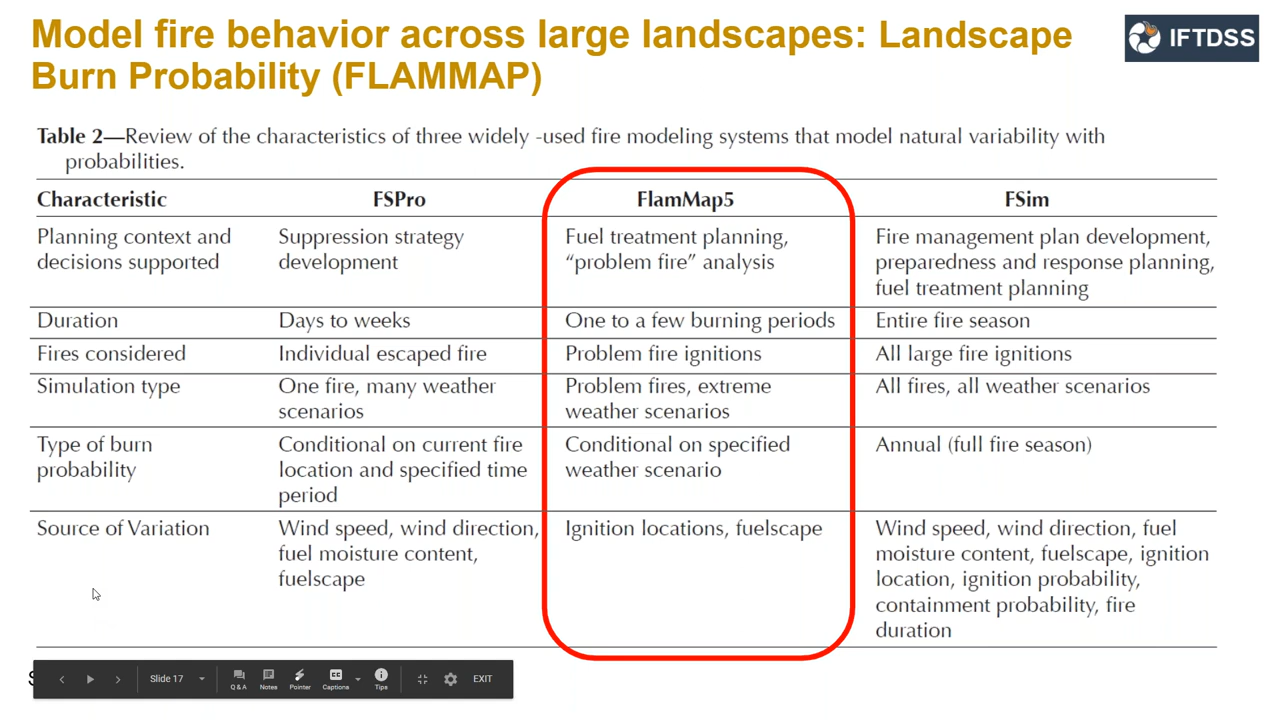 Model fire behavior across large landscapes: Landscape
Burn Probability (FLAMMAP)
IFTDSS
Table 2—Review of the characteristics of three widely -used fire modeling systems that model natural variability with
probabilities.
Characteristic FSPro FlamMap5 FSim
Planning context and Suppression strategy Fuel treatment planning, Fire management plan development,
decisions supported development “problem fire” analysis preparedness and response planning,
fuel treatment planning
Duration Days to weeks One to a few burning periods Entire fire season
Fires considered Individual escaped fire Problem fire ignitions All large fire ignitions
Simulation type One fire, many weather Problem fires, extreme All fires, all weather scenarios
scenarios weather scenarios
Type of burn Conditional on current fire Conditional on specified Annual (full fire season)
probability location and specified time weather scenario
period
Source of Variation Wind speed, wind direction, Ignition locations, fuelscape Wind speed, wind direction, fuel
fuel moisture content, moisture content, fuelscape, ignition
fuelscape location, ignition probability,
containment probability, fire
duration
Slide 17 Q&A Notes Pointer Captions CC Tips EXIT